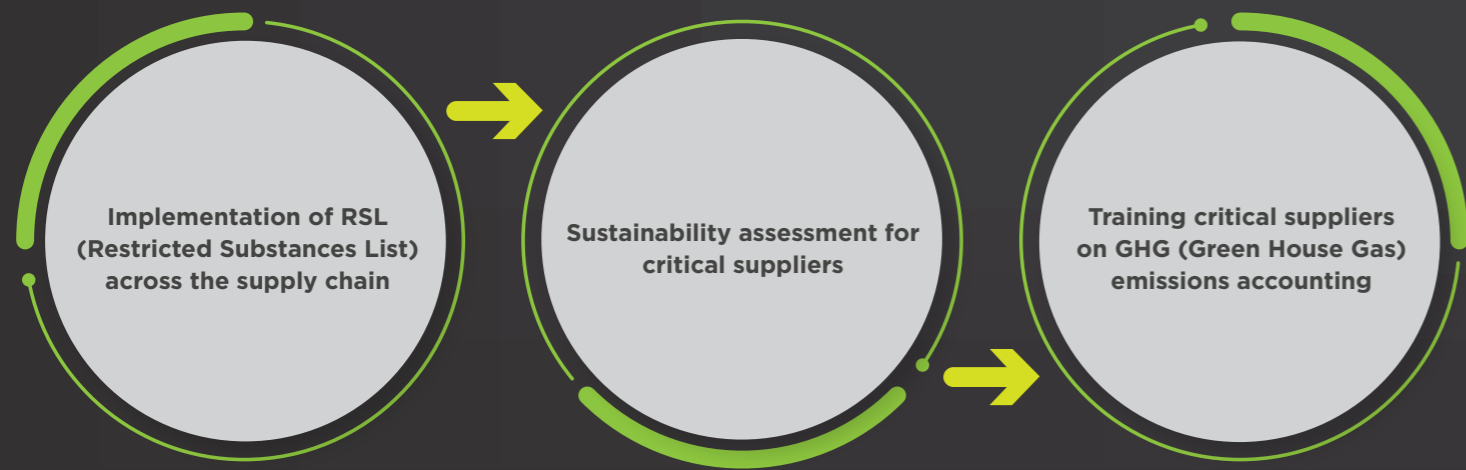 Implementation of RSL
(Restricted Substances List)
across the supply chain
Sustainability assessment for
critical suppliers
Training critical suppliers
on GHG (Green House Gas)
emissions accounting